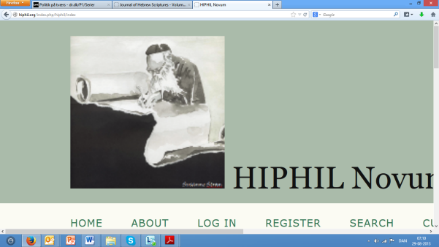 Journal of Hebrew Scriptures - Volum...
HIPHIL Novum
hiphil.org/index.php/hiphil/index
Google
HIPHIL Novum
HOME ABOUT LOG IN REGISTER SEARCH CU